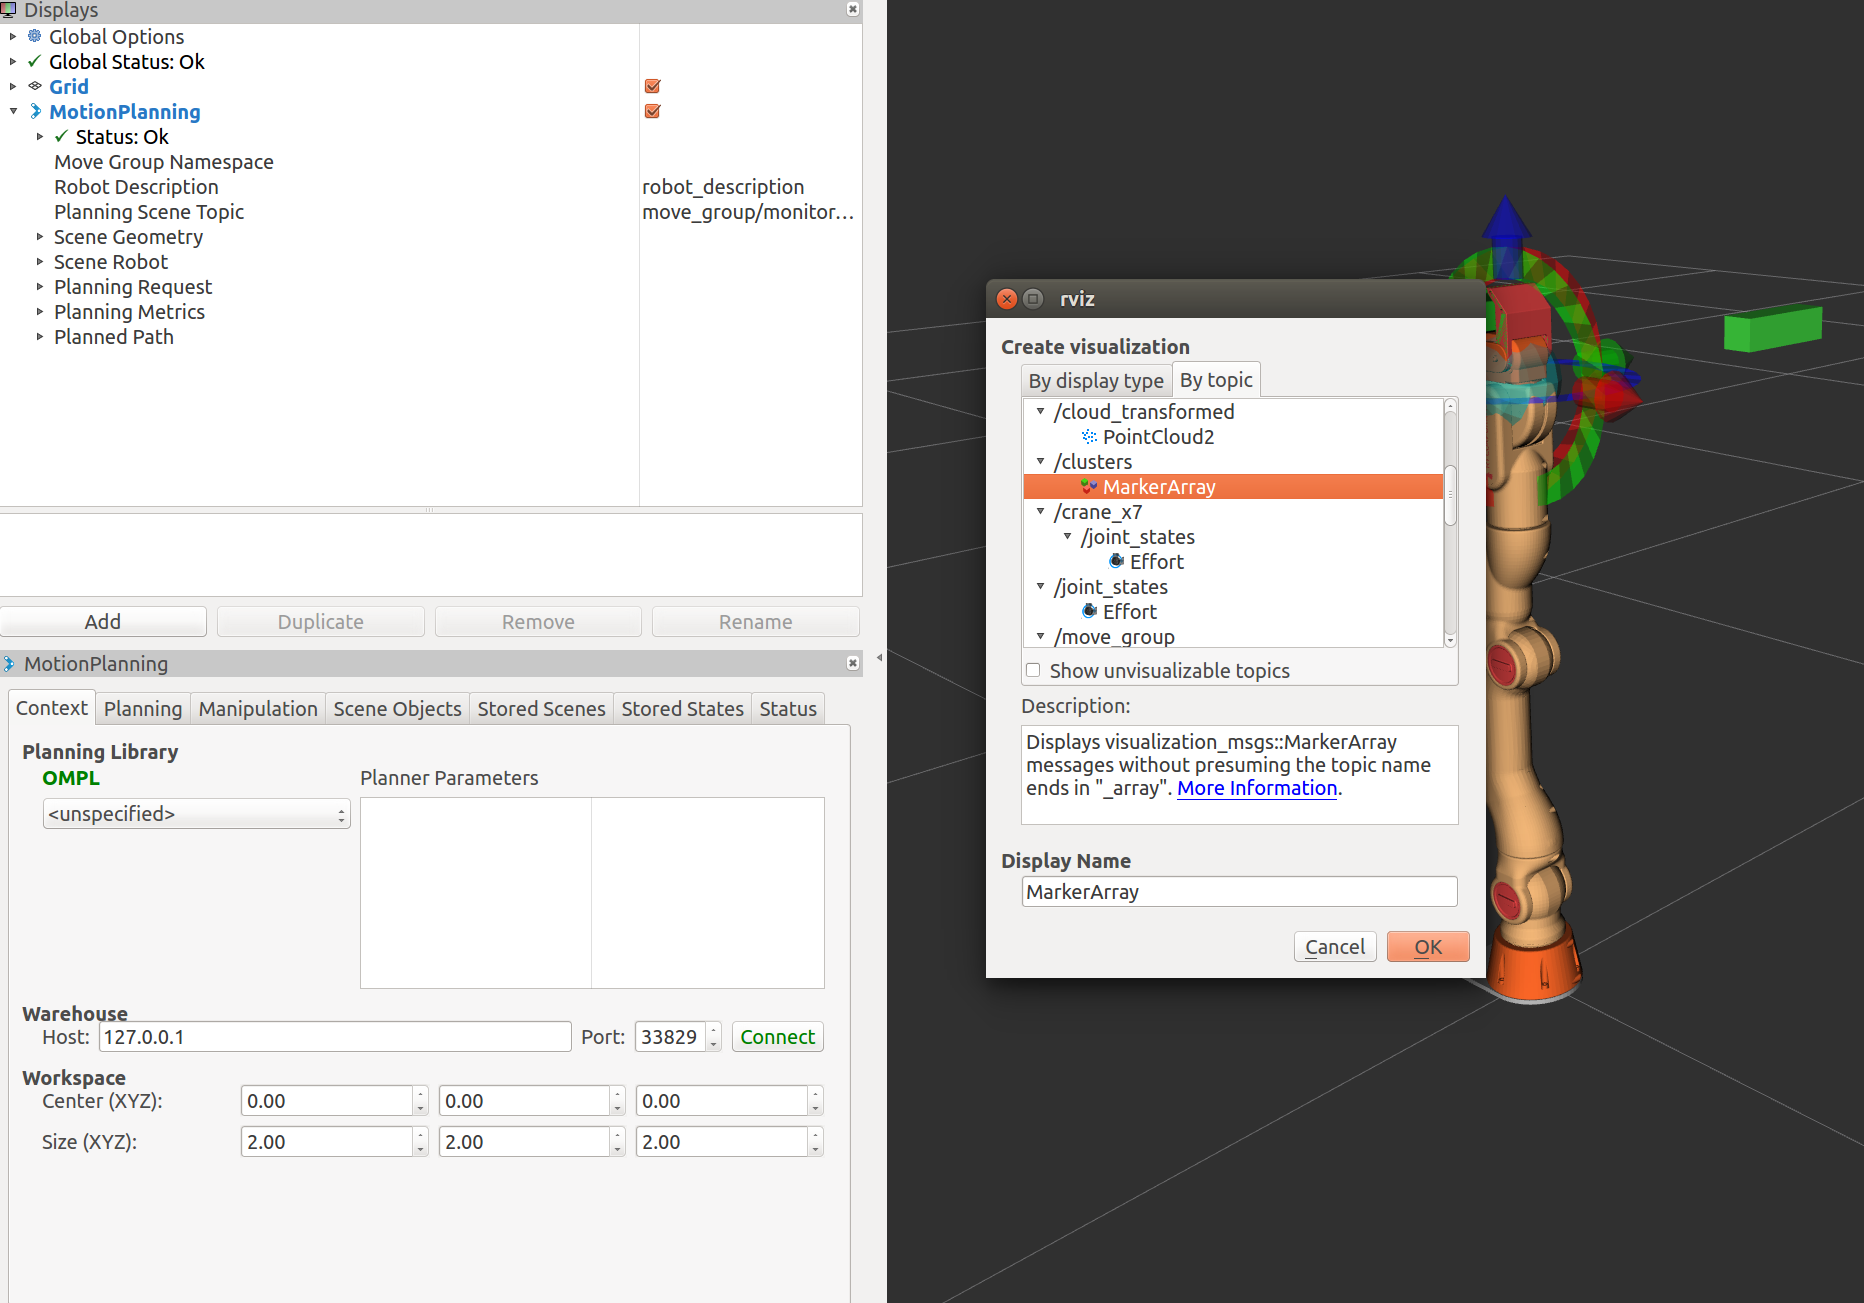 Displays
Global Options
Global Status: Ok
Grid
MotionPlanning
Status: Ok
Move Group Namespace
Robot Description robot_description
Planning Scene Topic move_group/monitor...
Scene Geometry
Scene Robot
Planning Request
Planning Metrics
Planned Path
Add Duplicate Remove Rename
MotionPlanning
Context Planning Manipulation Scene Objects Stored Scenes Stored States Status
Planning Library
OMPL Planner Parameters
<unspecified>
Warehouse
Host: 127.0.0.1 Port: 33829 Connect
Workspace
Center (XYZ): 0.00 0.00 0.00
Size (XYZ): 2.00 2.00 2.00
rviz
Create visualization
By display type By topic
/cloud_transformed
PointCloud2
/clusters
MarkerArray
/crane_x7
/joint_states
Effort
/joint_states
Effort
/move_group
Show unvisualizable topics
Description:
Displays visualization_msgs::MarkerArray
messages without presuming the topic name
ends in "_array". More Information.
Display Name
MarkerArray
Cancel OK